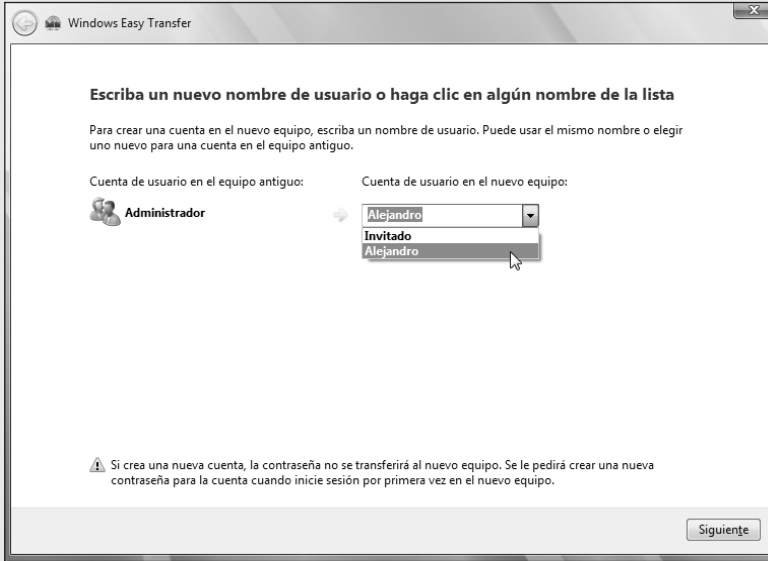 Windows Easy Transfer
Escriba un nuevo nombre de usuario o haga clic en algún nombre de la lista
Para crear una cuenta en el nuevo equipo, escriba un nombre de usuario. Puede usar el mismo nombre o elegir
uno nuevo para una cuenta en el equipo antiguo.
Cuenta de usuario en el equipo antiguo: Cuenta de usuario en el nuevo equipo:
Administrador Alejandro
Invitado
Alejandro
Si crea una nueva cuenta, la contraseña no se transferirá al nuevo equipo. Se le pedirá crear una nueva
contraseña para la cuenta cuando inicie sesión por primera vez en el nuevo equipo.
Siguiente